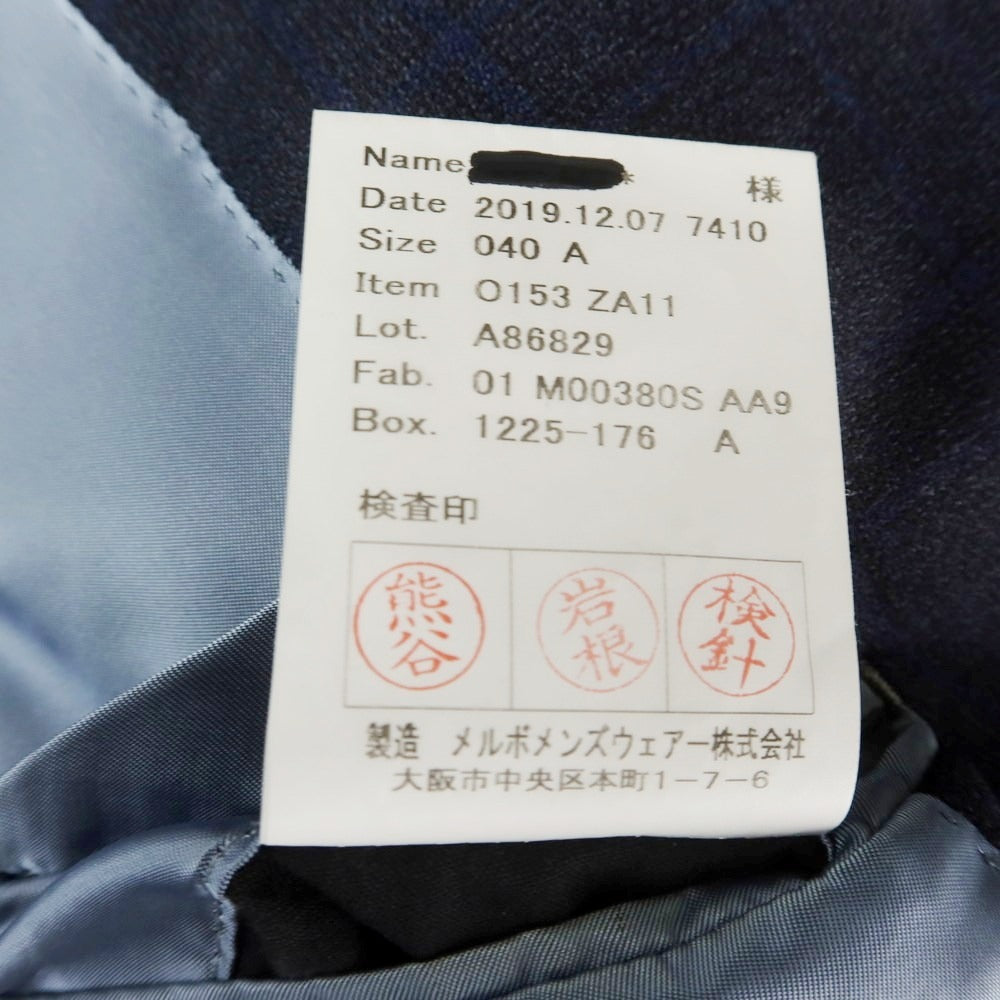 Name * 様
Date 2019.12.07 7410
Size 040 A
Item O153 ZA11
Lot. A86829
Fab. 01 M00380S AA9
Box. 1225-176 A
検査印
熊谷 岩根 検針
製造 メルボメンズウェアー株式会社
大阪市中央区本町1-7-6